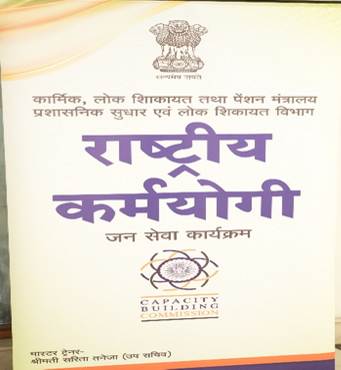 सत्यमेव जयते
कार्मिक, लोक शिकायत तथा पेंशन मंत्रालय
प्रशासनिक सुधार एवं लोक शिकायत विभाग
राष्ट्रीय
कर्मयोगी
जन सेवा कार्यक्रम
CAPACITY
BUILDING
COMMISSION
मास्टर ट्रेनर-
श्रीमती सरिता तनेजा (उप सचिव)